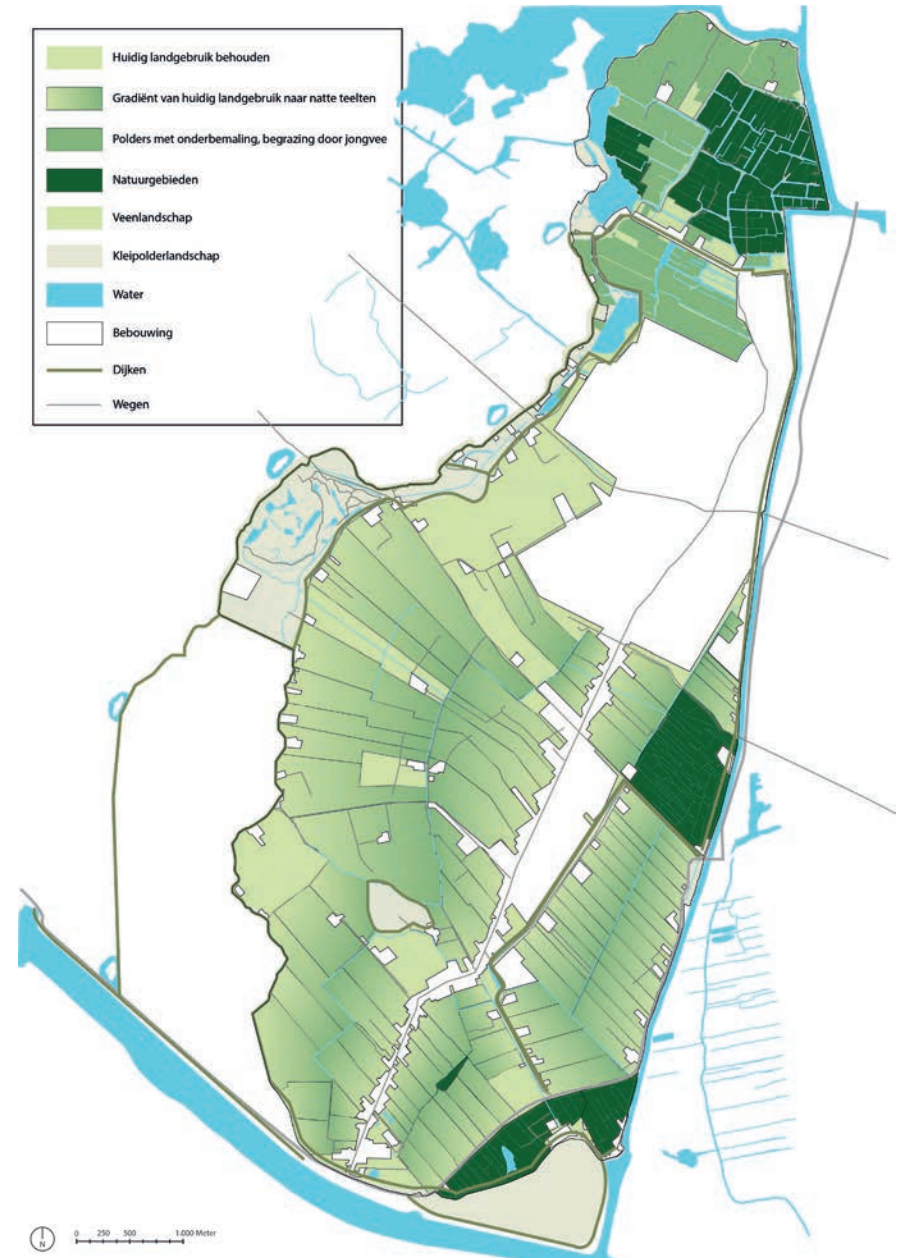 Huidig landgebruik behouden
Gradiënt van huidig landgebruik naar natte teelten
Polders met onderbemaling, begrazing door jongvee
Natuurgebieden
Veenlandschap
Kleipolderlandschap
Water
Bebouwing
Dijken
Wegen
N
0 250 500 1.000 Meter